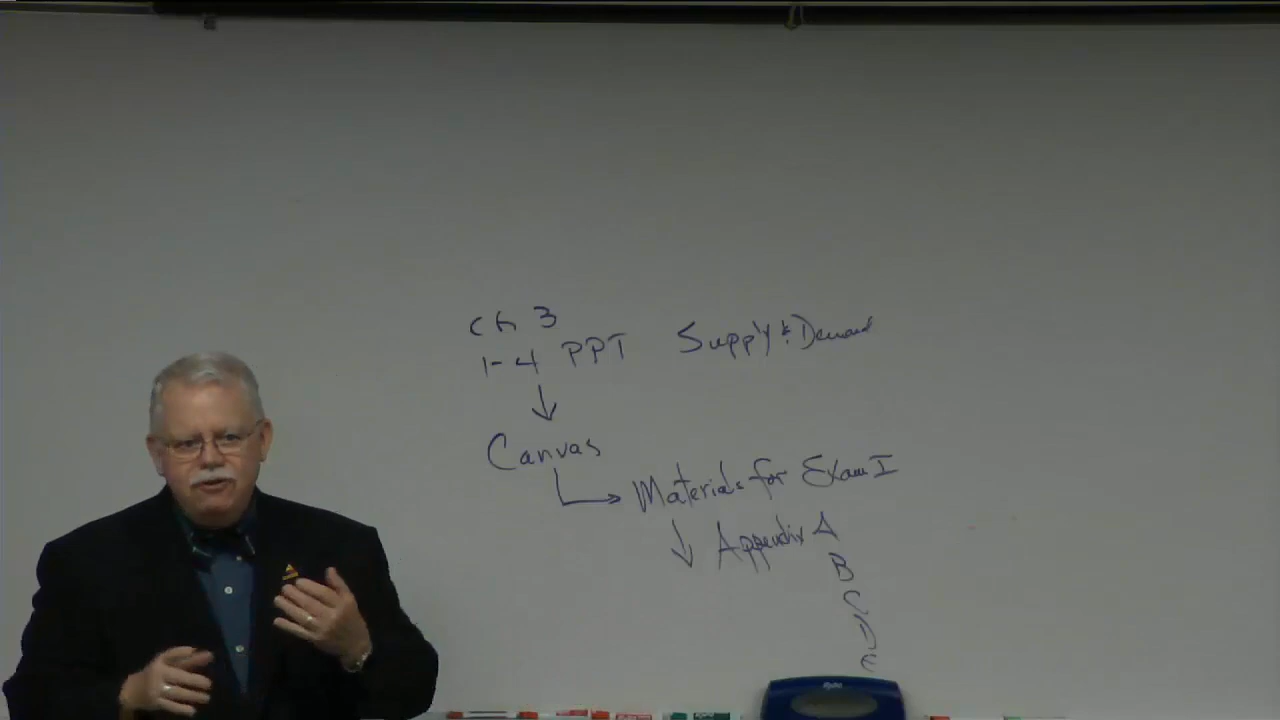 Ch 3
1-4 PPT Supply & Demand
Canvas
Materials for Exam I
Appendix A
B
C
D
E